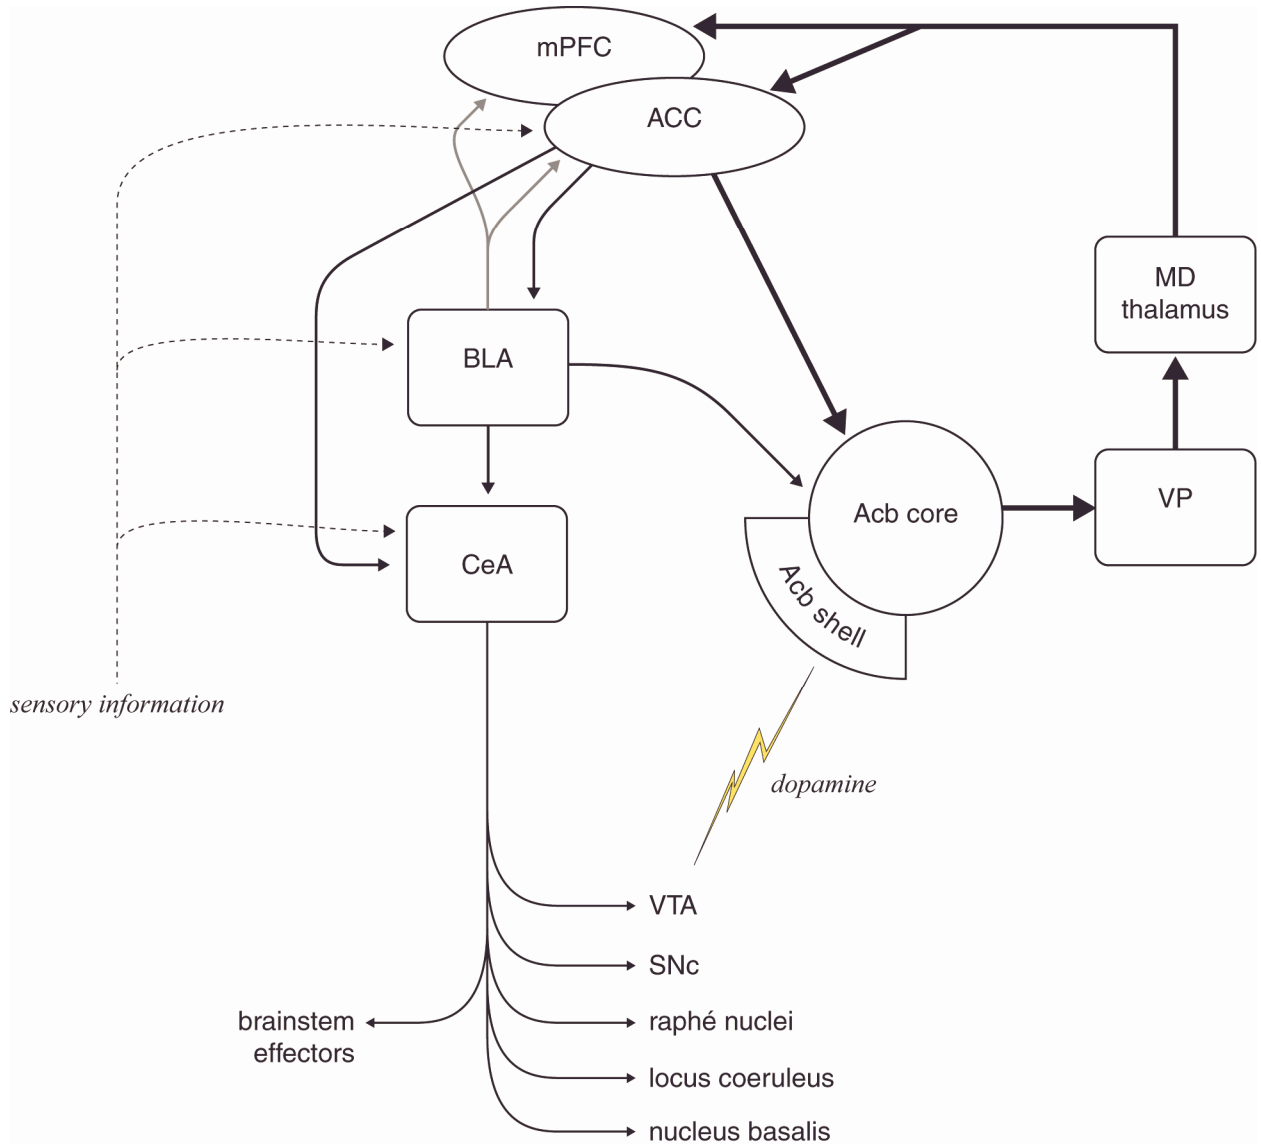 mPFC
ACC
MD
thalamus
BLA
VP
Acb core
CeA
Acb shell
sensory information
dopamine
VTA
SNc
raphé nuclei
brainstem
effectors
locus coeruleus
nucleus basalis